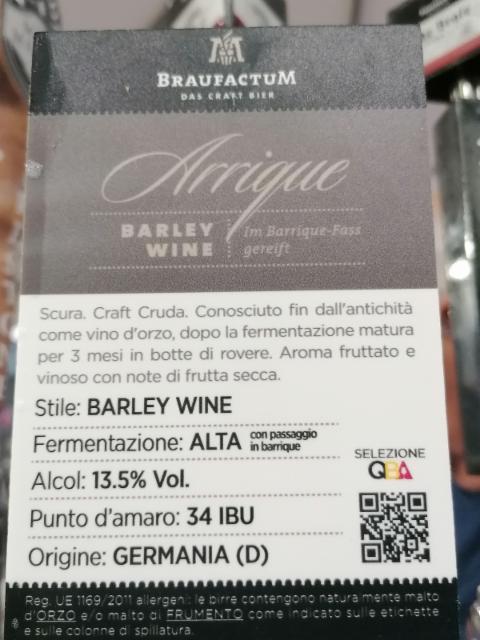 BRAUFACTUM
DAS CRAFT BIER
Arrique
BARLEY WINE
Im Barrique-Fass gereift
Scura. Craft Cruda. Conosciuto fin dall'antichità
come vino d'orzo, dopo la fermentazione matura
per 3 mesi in botte di rovere. Aroma fruttato e
vinoso con note di frutta secca.
Stile: BARLEY WINE
Fermentazione: ALTA con passaggio in barrique
Alcol: 13.5% Vol.
Punto d'amaro: 34 IBU
Origine: GERMANIA (D)
SELEZIONE
QBA
Reg. UE 1169/2011 allergeni: le birre contengono naturalmente malto
d'ORZO e/o malto di FRUMENTO come indicato sulle etichette
e sulle colonne di spillatura.